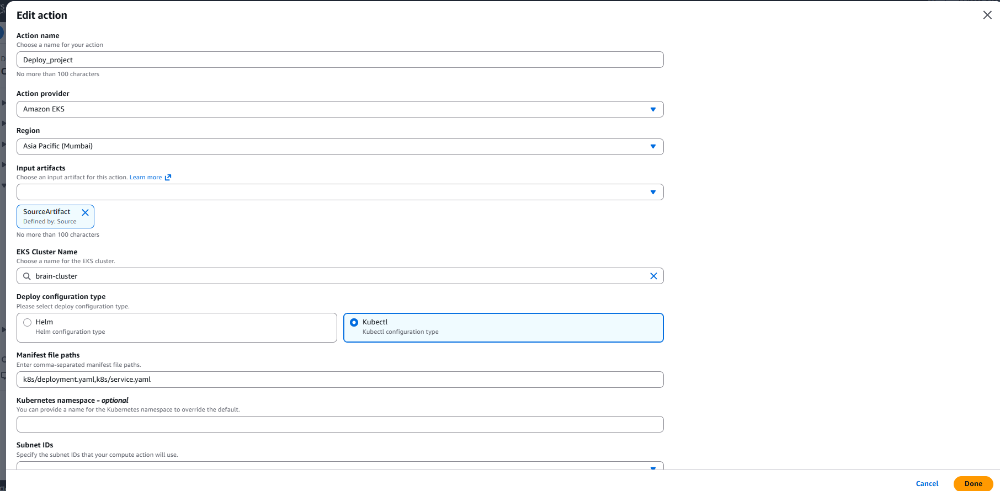 Edit action
Action name
Choose a name for your action
Deploy_project
No more than 100 characters
Action provider
Amazon EKS
Region
Asia Pacific (Mumbai)
Input artifacts
Choose an input artifact for this action. Learn more
SourceArtifact
Defined by: Source
No more than 100 characters
EKS Cluster Name
Choose a name for the EKS cluster.
brain-cluster
Deploy configuration type
Please select deploy configuration type.
Helm
Helm configuration type
Kubectl
Kubectl configuration type
Manifest file paths
Enter comma-separated manifest file paths.
k8s/deployment.yaml,k8s/service.yaml
Kubernetes namespace - optional
You can provide a name for the Kubernetes namespace to override the default.
Subnet IDs
Specify the subnet IDs that your compute action will use.
Cancel
Done